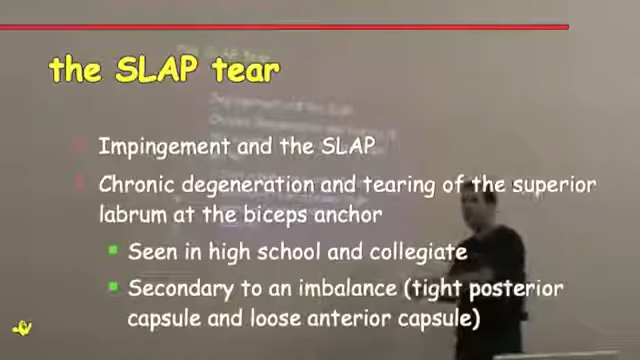 the SLAP tear
Impingement and the SLAP
Chronic degeneration and tearing of the superior
labrum at the biceps anchor
Seen in high school and collegiate
Secondary to an imbalance (tight posterior
capsule and loose anterior capsule)